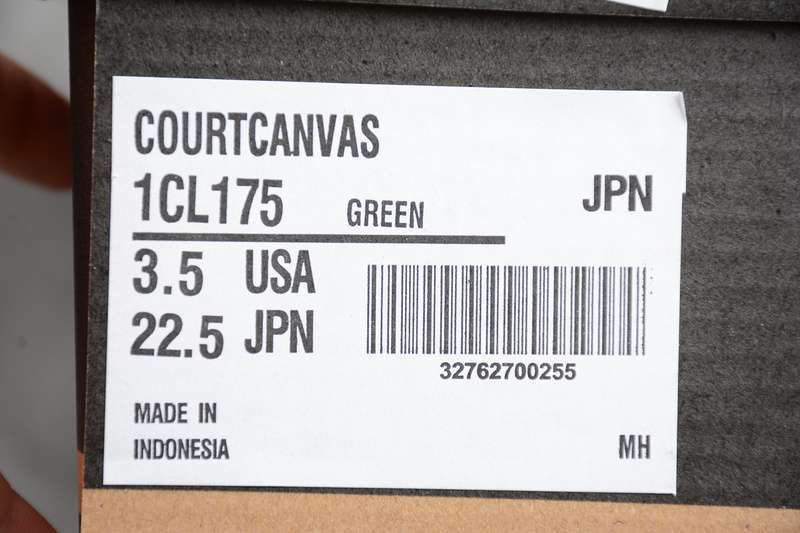 COURTCANVAS
1CL175 GREEN JPN
3.5 USA
22.5 JPN
32762700255
MADE IN
INDONESIA
MH